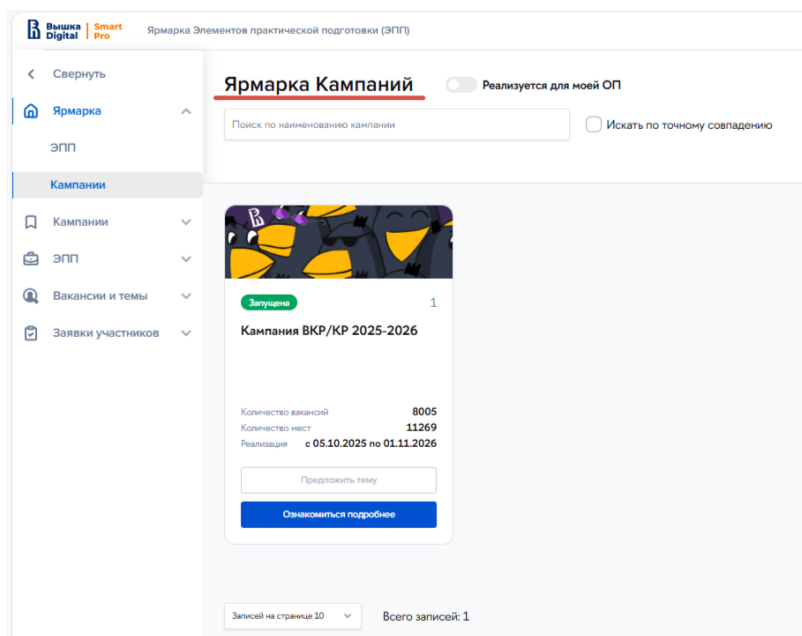 Вышка Digital | Smart Pro
Ярмарка Элементов практической подготовки (ЭПП)
Свернуть
Ярмарка
ЭПП
Кампании
Кампании
ЭПП
Вакансии и темы
Заявки участников
Ярмарка Кампаний
Реализуется для моей ОП
Поиск по наименованию кампании
Искать по точному совпадению
Запущена 1
Кампания ВКР/КР 2025-2026
Количество вакансий 8005
Количество мест 11269
Реализация с 05.10.2025 по 01.11.2026
Предложить тему
Ознакомиться подробнее
Записей на странице 10
Всего записей: 1